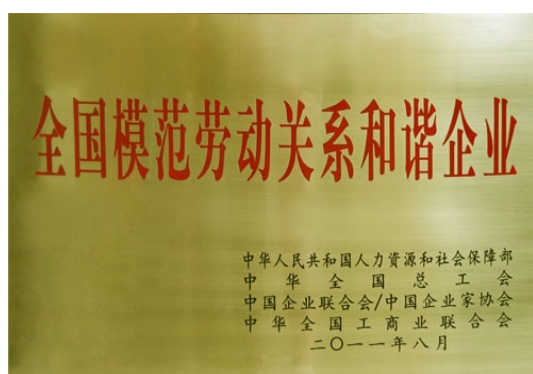 全国模范劳动关系和谐企业
中华人民共和国人力资源和社会保障部
中华全国总工会
中国企业联合会/中国企业家协会
中华全国工商业联合会
二〇一一年八月